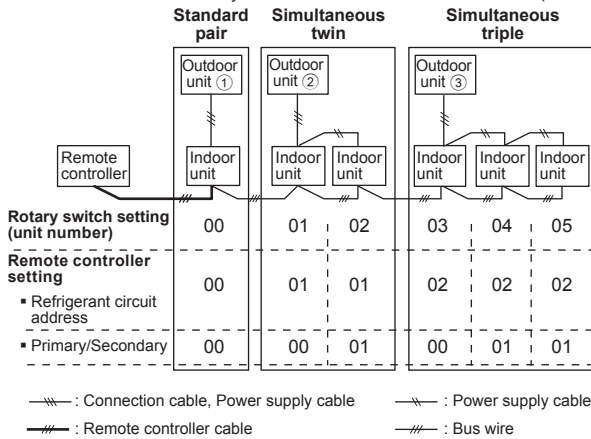 Standard pair
Simultaneous twin
Simultaneous triple
Outdoor unit ①
Outdoor unit ②
Outdoor unit ③
Remote controller
Indoor unit
Indoor unit
Indoor unit
Indoor unit
Indoor unit
Indoor unit
Rotary switch setting (unit number)
00 01 02 03 04 05
Remote controller setting
▪ Refrigerant circuit address
00 01 01 02 02 02
▪ Primary/Secondary 00 00 01 00 01 01
: Connection cable, Power supply cable
: Power supply cable
: Remote controller cable
: Bus wire